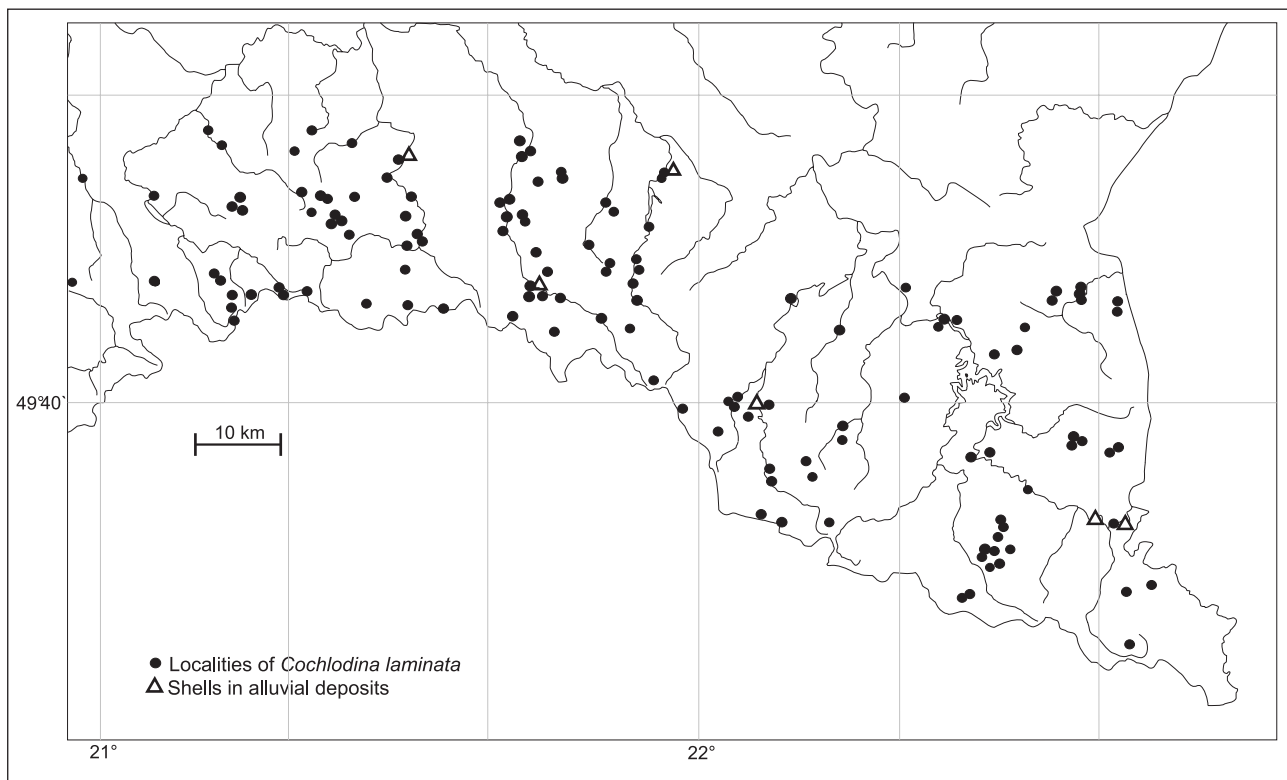 49°40`
10 km
Localities of Cochlodina laminata
Shells in alluvial deposits
21°
22°